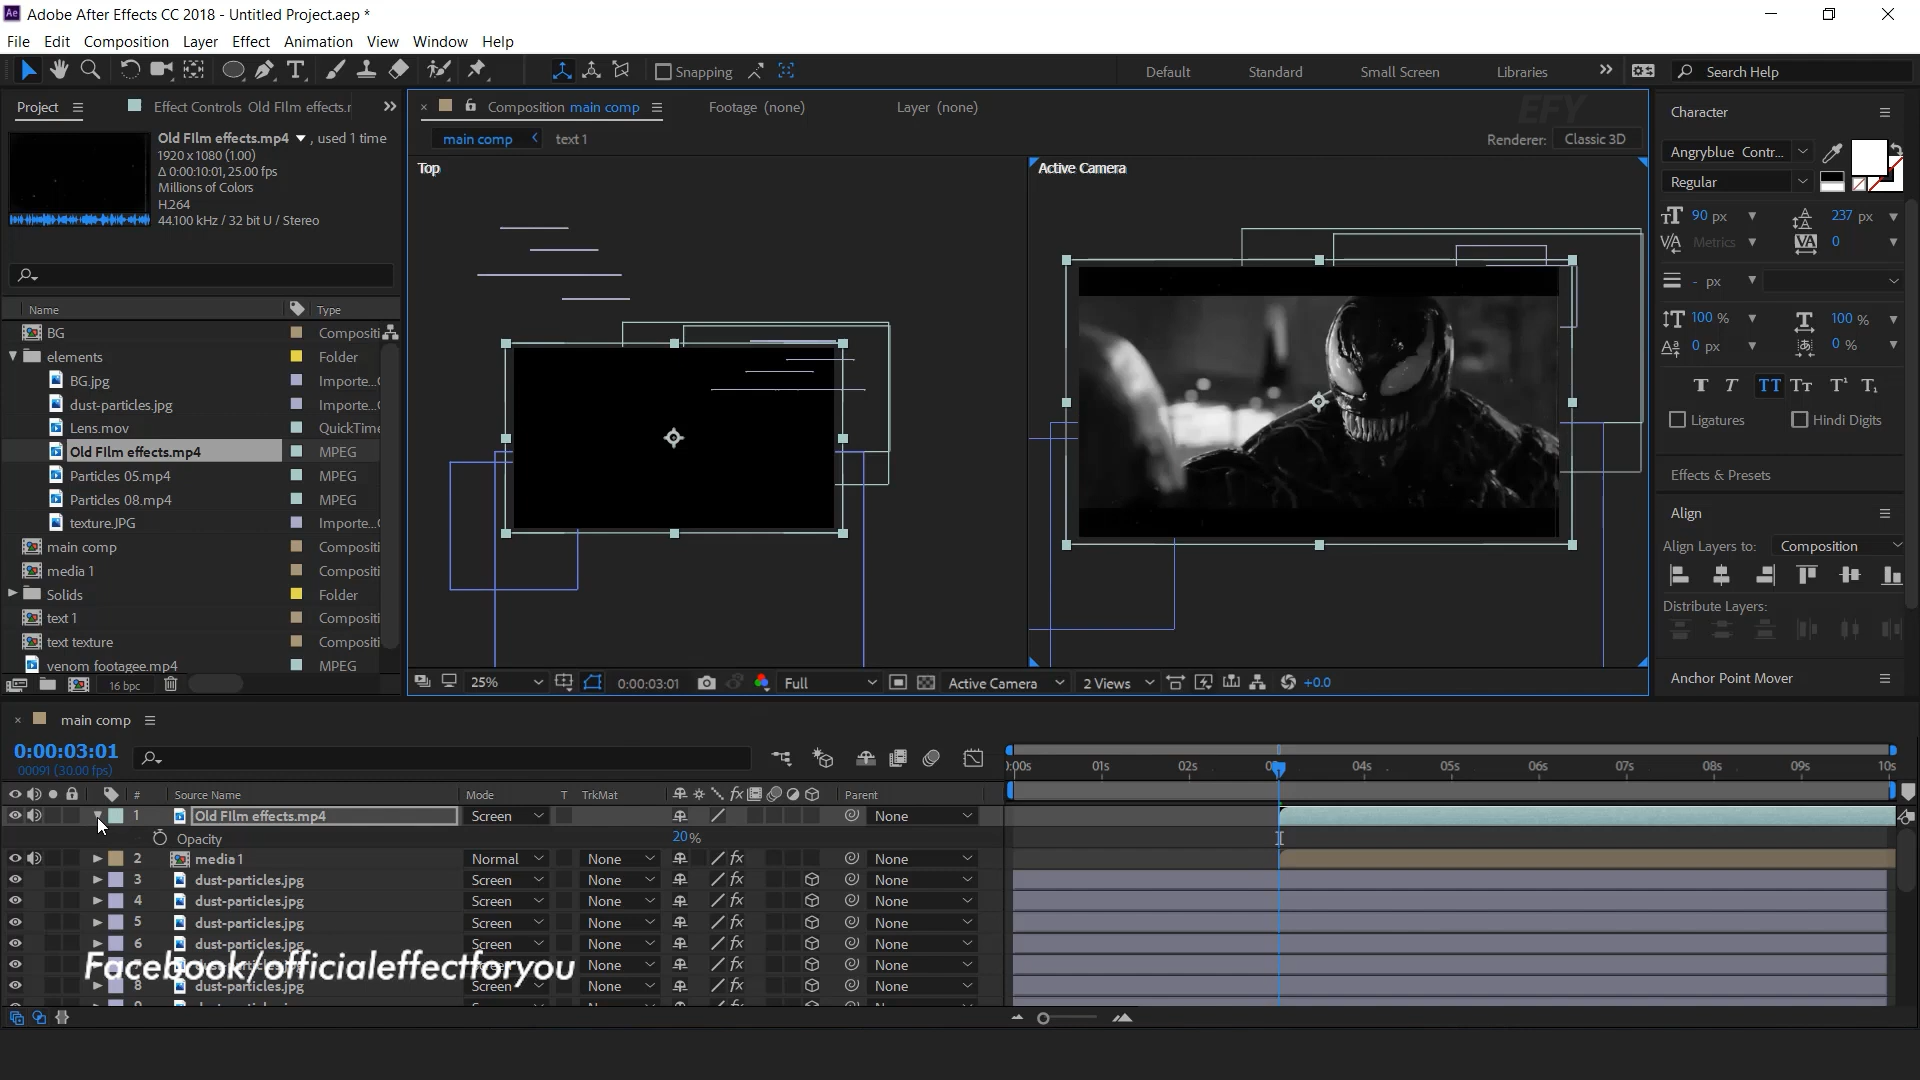 Adobe After Effects CC 2018 - Untitled Project.aep *
File Edit Composition Layer Effect Animation View Window Help
Snapping Default Standard Small Screen Libraries Search Help
Project Effect Controls Old FIlm effects.r
Old FIlm effects.mp4 , used 1 time
1920 x 1080 (1.00)
Δ 0:00:10:01, 25.00 fps
Millions of Colors
H.264
44.100 kHz / 32 bit U / Stereo
Name Type
BG Compositi
elements Folder
BG.jpg Importe...(
dust-particles.jpg Importe...(
Lens.mov QuickTime
Old FIlm effects.mp4 MPEG
Particles 05.mp4 MPEG
Particles 08.mp4 MPEG
texture.JPG Importe...(
main comp Compositi
media 1 Compositi
Solids Folder
text 1 Compositi
text texture Compositi
venom footagee.mp4 MPEG
16 bpc
Composition main comp Footage (none) Layer (none)
EFY
main comp text 1 Renderer: Classic 3D
Top Active Camera
25% 0:00:03:01 Full Active Camera 2 Views +0.0
Character
Angryblue Contr...
Regular
90 px 237 px
Metrics 0
- px
100 % 100 %
0 px 0 %
T T TT Tt T¹ T₁
Ligatures Hindi Digits
Effects & Presets
Align
Align Layers to: Composition
Distribute Layers:
Anchor Point Mover
main comp
0:00:03:01
00091 (30.00 fps)
):00s 01s 02s 04s 05s 06s 07s 08s 09s 10s
# Source Name Mode T TrkMat Parent
1 Old FIlm effects.mp4 Screen None
Opacity 20%
2 media 1 Normal None None
3 dust-particles.jpg Screen None None
4 dust-particles.jpg Screen None None
5 dust-particles.jpg Screen None None
6 dust-particles.jpg Screen None None
None None
8 dust-particles.jpg Screen None None
Facebook/officialeffectforyou